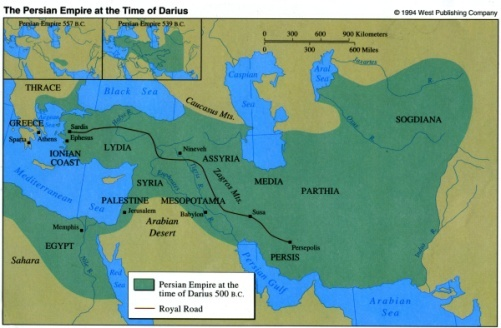 The Persian Empire at the Time of Darius
© 1994 West Publishing Company
Persian Empire 557 B.C.
Persian Empire 539 B.C.
0 300 600 900 Kilometers
0 300 600 Miles
THRACE
Black Sea
Caucasus Mts.
Caspian
Sea
Aral
Sea
SOGDIANA
GREECE
Sparta
Athens
Sardis
Ephesus
IONIAN
COAST
LYDIA
Nineveh
ASSYRIA
Zagros Mts.
MEDIA
PARTHIA
SYRIA
Mediterranean
Sea
PALESTINE
Jerusalem
MESOPOTAMIA
Babylon
Susa
Arabian
Desert
Memphis
EGYPT
Sahara
Nile R.
Red
Sea
Persepolis
PERSIS
Persian Gulf
Indus R.
Arabian
Sea
Persian Empire at the
time of Darius 500 B.C.
Royal Road